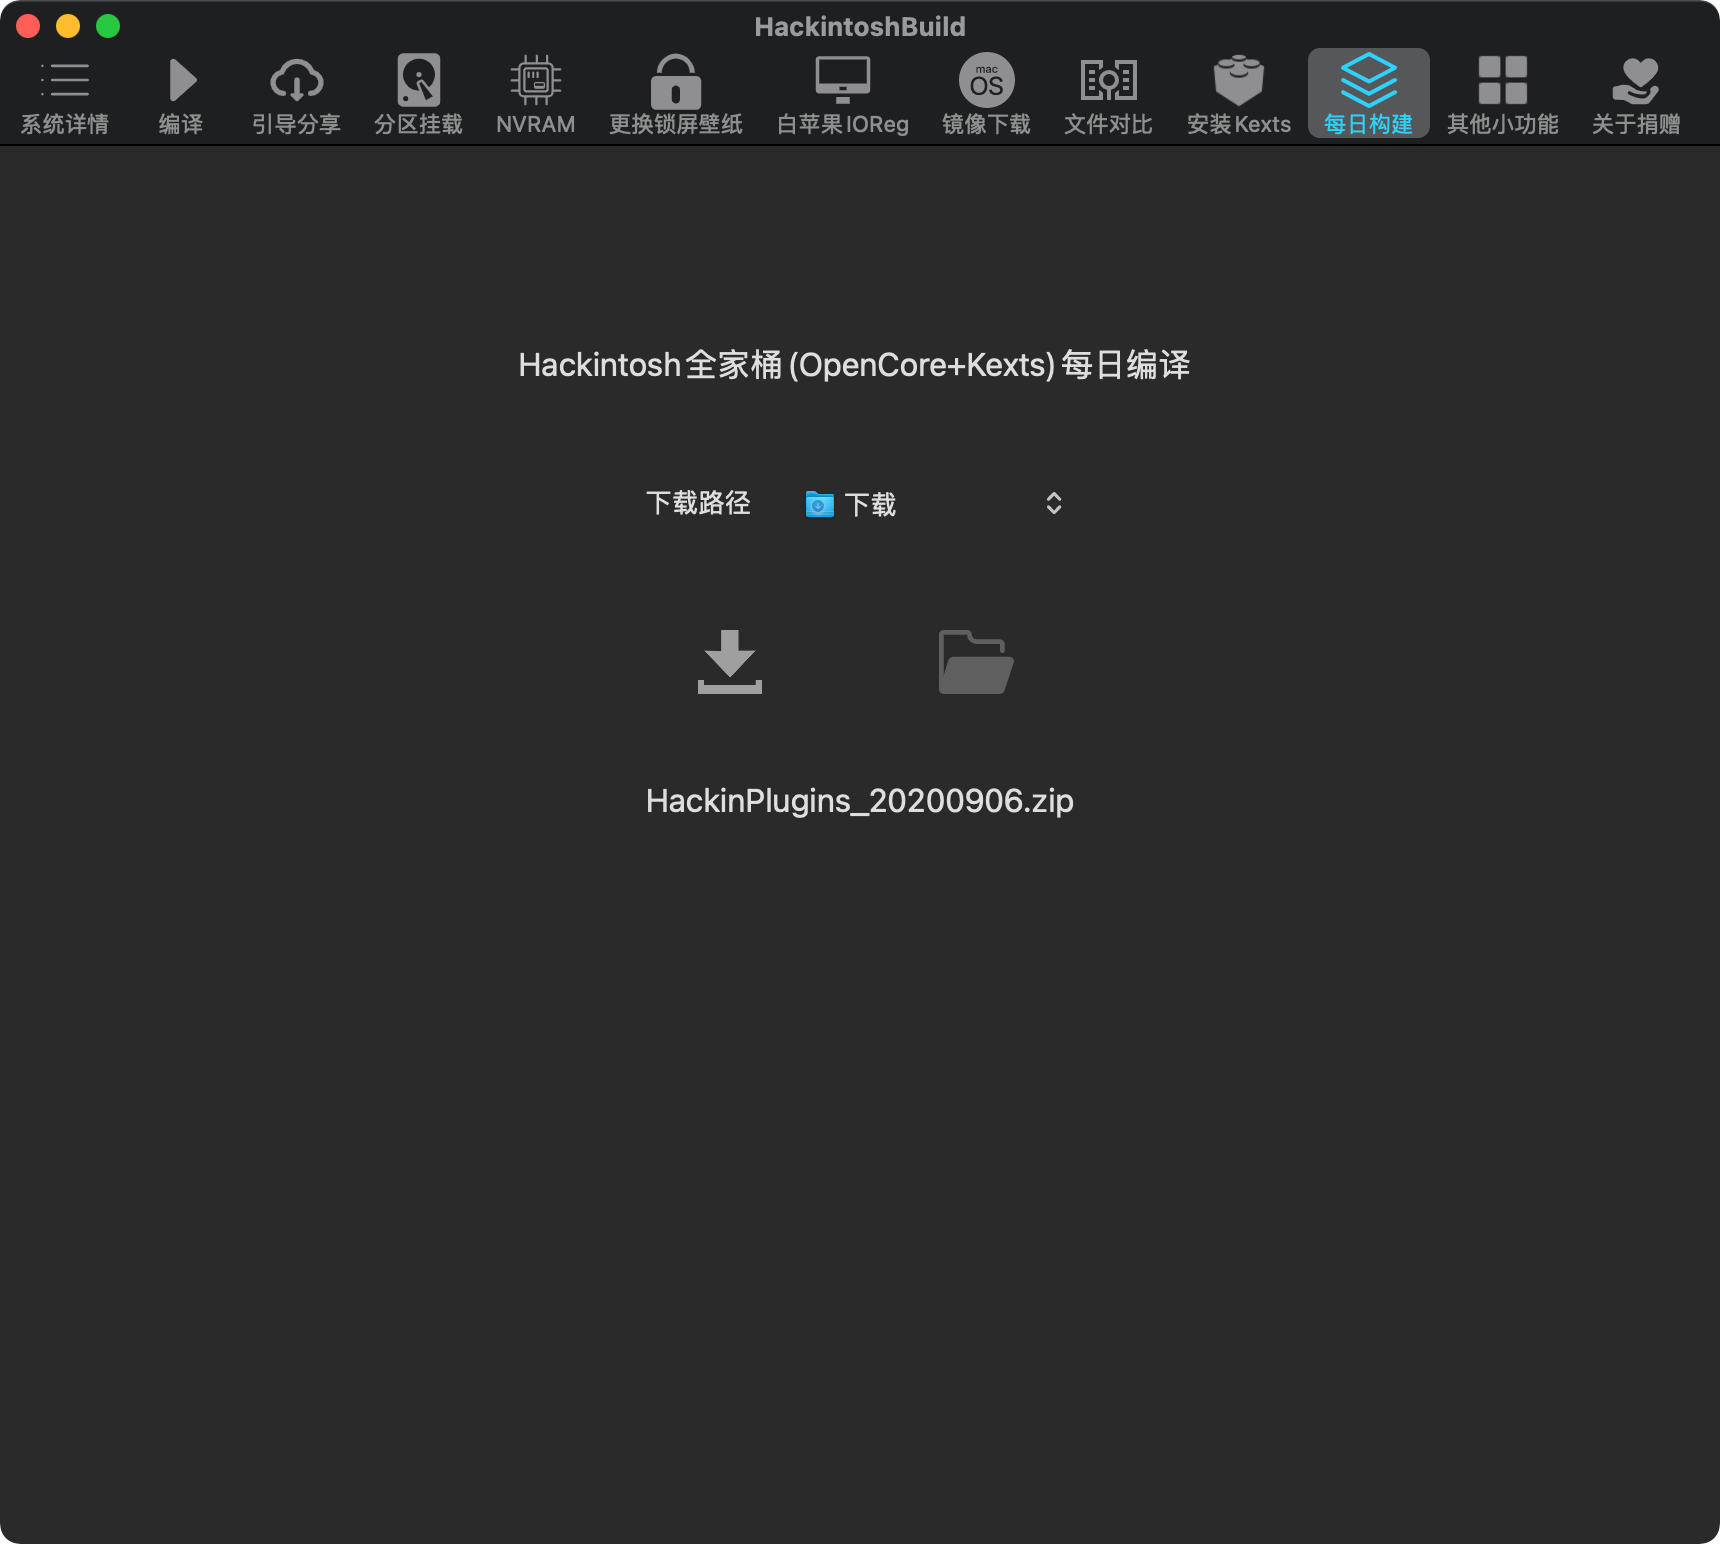 HackintoshBuild
系统详情 编译 引导分享 分区挂载 NVRAM 更换锁屏壁纸 白苹果IOReg macOS 镜像下载 文件对比 安装Kexts 每日构建 其他小功能 关于捐赠
Hackintosh全家桶(OpenCore+Kexts)每日编译
下载路径 下载
HackinPlugins_20200906.zip